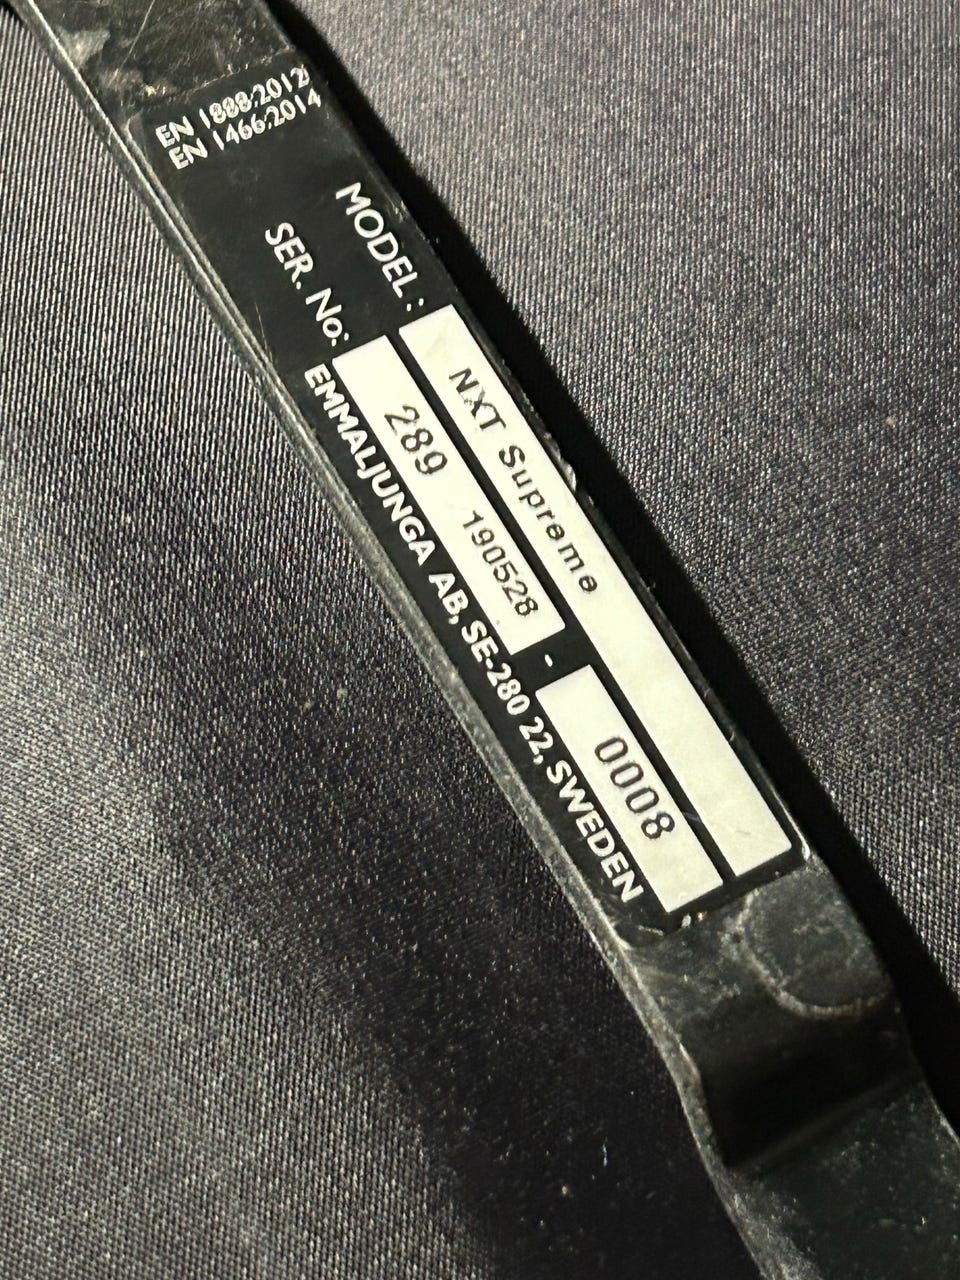 EN 1888:2012
EN 1466:2014
MODEL: NXT Supreme
SER. No: 289 190528 - 0008
EMMALJUNGA AB, SE-280 22, SWEDEN